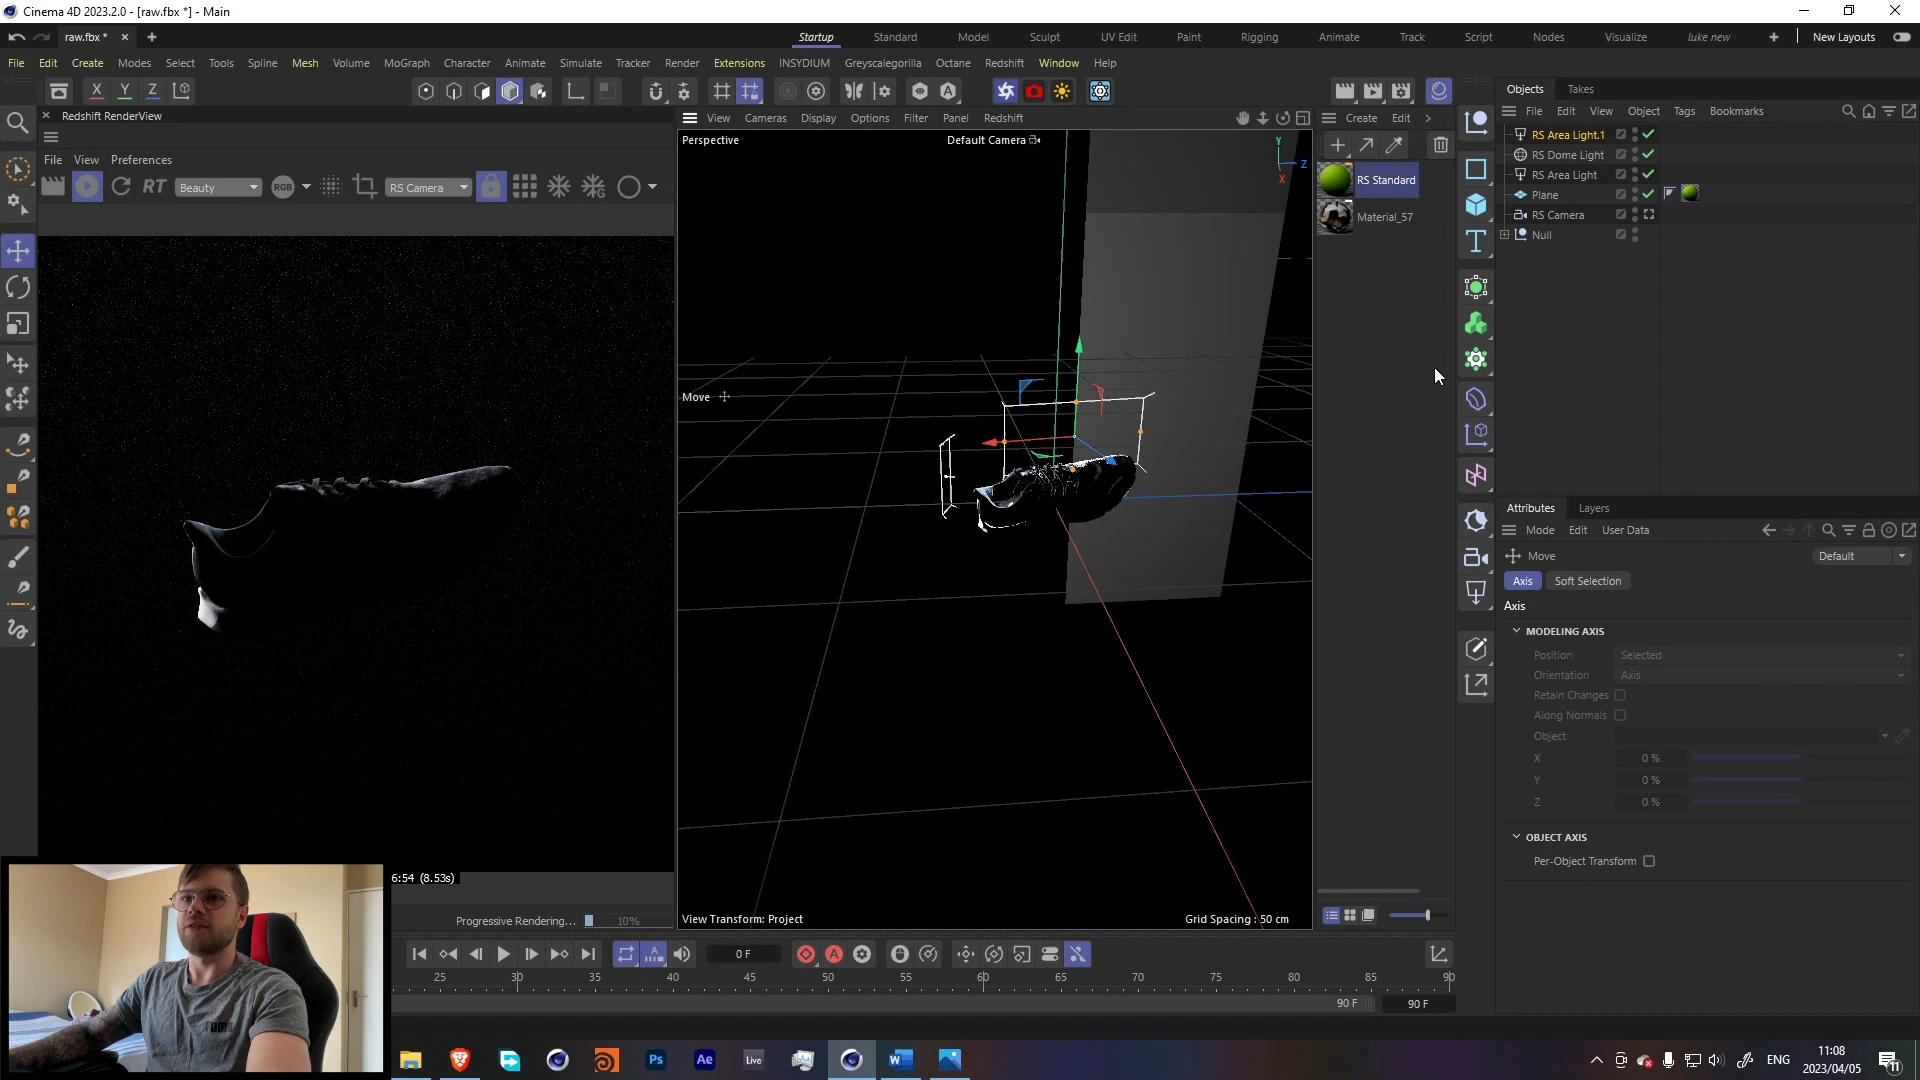 Cinema 4D 2023.2.0 - [raw.fbx *] - Main
raw.fbx *
Startup Standard Model Sculpt UV Edit Paint Rigging Animate Track Script Nodes Visualize luke new New Layouts
File Edit Create Modes Select Tools Spline Mesh Volume MoGraph Character Animate Simulate Tracker Render Extensions INSYDIUM Greyscalegorilla Octane Redshift Window Help
X Y Z
Redshift RenderView
File View Preferences
RT Beauty RGB RS Camera
View Cameras Display Options Filter Panel Redshift
Perspective
Default Camera
Y
Z
X
Move
View Transform: Project
Grid Spacing : 50 cm
6:54 (8.53s)
Progressive Rendering... 10%
Create Edit
RS Standard
Material_57
Objects Takes
File Edit View Object Tags Bookmarks
RS Area Light.1
RS Dome Light
RS Area Light
Plane
RS Camera
Null
Attributes Layers
Mode Edit User Data
Move Default
Axis Soft Selection
Axis
MODELING AXIS
Position Selected
Orientation Axis
Retain Changes
Along Normals
Object
X 0 %
Y 0 %
Z 0 %
OBJECT AXIS
Per-Object Transform
0 F
25 30 35 40 45 50 55 60 65 70 75 80 85 90
90 F 90 F
Ps Ae Live
ENG
11:08
2023/04/05
11